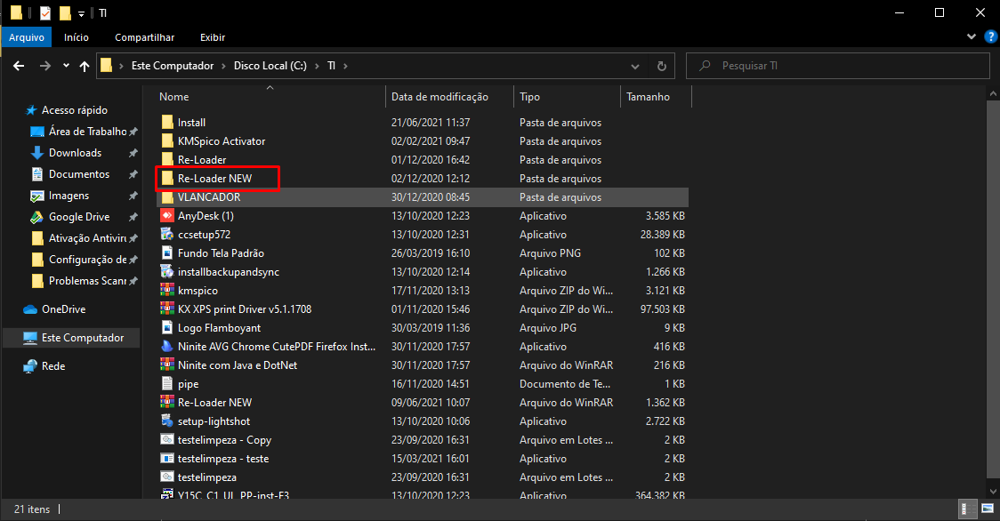 TI
Arquivo Início Compartilhar Exibir
Este Computador Disco Local (C:) TI Pesquisar TI
Nome Data de modificação Tipo Tamanho
Acesso rápido
Área de Trabalho
Downloads
Documentos
Imagens
Google Drive
Ativação Antiviru
Configuração de
Problemas Scann
OneDrive
Este Computador
Rede
Install 21/06/2021 11:37 Pasta de arquivos
KMSpico Activator 02/02/2021 09:47 Pasta de arquivos
Re-Loader 01/12/2020 16:42 Pasta de arquivos
Re-Loader NEW 02/12/2020 12:12 Pasta de arquivos
VLANCADOR 30/12/2020 08:45 Pasta de arquivos
AnyDesk (1) 13/10/2020 12:23 Aplicativo 3.585 KB
ccsetup572 13/10/2020 12:31 Aplicativo 28.389 KB
Fundo Tela Padrão 26/03/2019 16:10 Arquivo PNG 102 KB
installbackupandsync 13/10/2020 12:14 Aplicativo 1.266 KB
kmspico 17/11/2020 13:13 Arquivo ZIP do Wi... 3.121 KB
KX XPS print Driver v5.1.1708 01/11/2020 15:46 Arquivo ZIP do Wi... 97.503 KB
Logo Flamboyant 30/03/2019 11:36 Arquivo JPG 9 KB
Ninite AVG Chrome CutePDF Firefox Inst... 30/11/2020 17:57 Aplicativo 416 KB
Ninite com Java e DotNet 30/11/2020 17:57 Arquivo do WinRAR 216 KB
pipe 16/11/2020 14:51 Documento de Te... 1 KB
Re-Loader NEW 09/06/2021 10:07 Arquivo do WinRAR 1.362 KB
setup-lightshot 13/10/2020 10:06 Aplicativo 2.722 KB
testelimpeza - Copy 23/09/2020 16:31 Arquivo em Lotes ... 2 KB
testelimpeza - teste 15/03/2021 16:01 Aplicativo 2 KB
testelimpeza 23/09/2020 16:31 Arquivo em Lotes ... 2 KB
Y15C_C1_UI_PP-inst-F3 13/10/2020 12:23 Aplicativo 364.382 KB
21 itens